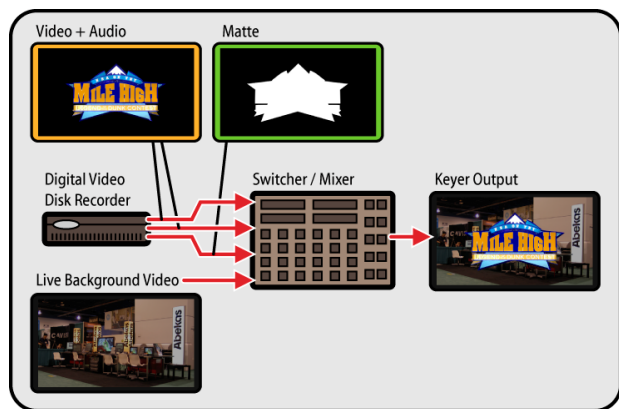 Video + Audio
Matte
MILE HIGH
Digital Video
Disk Recorder
Switcher / Mixer
Keyer Output
MILE HIGH
Abekas
Live Background Video
Abekas